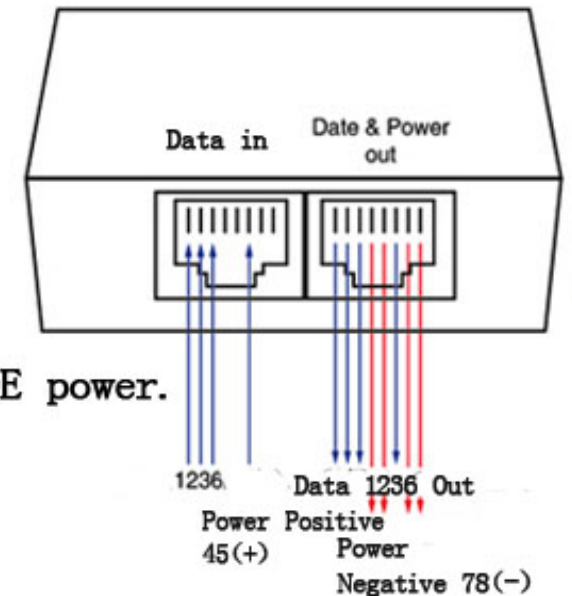 Data in
Date & Power
out
E power.
1236
Data 1236 Out
Power Positive
45(+)
Power
Negative 78(-)